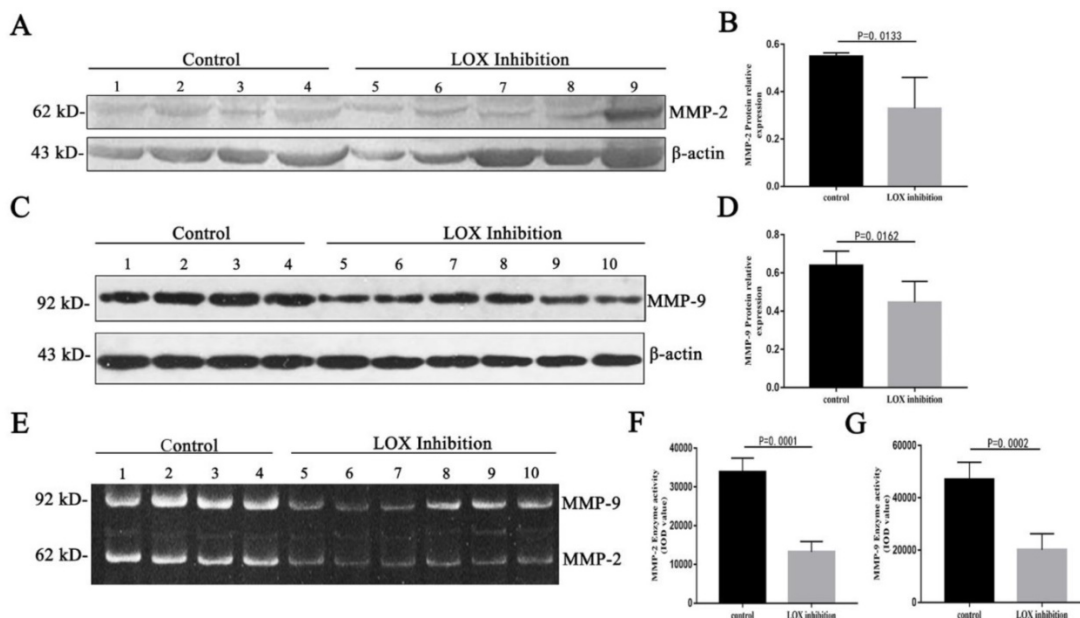 A
Control
LOX Inhibition
1 2 3 4 5 6 7 8 9
62 kD-
MMP-2
43 kD-
β-actin
B
P=0.0133
MMP-2 Protein relative
expression
0.6
0.4
0.2
0.0
control
LOX inhibition
C
Control
LOX Inhibition
1 2 3 4 5 6 7 8 9 10
92 kD-
MMP-9
43 kD-
β-actin
D
P=0.0162
MMP-9 Protein relative
expression
0.8
0.6
0.4
0.2
0.0
control
LOX inhibition
E
Control
LOX Inhibition
1 2 3 4 5 6 7 8 9 10
92 kD-
MMP-9
62 kD-
MMP-2
F
P=0.0001
MMP-2 Enzyme activity
(IOD value)
40000
30000
20000
10000
0
control
LOX inhibition
G
P=0.0002
MMP-9 Enzyme activity
(IOD value)
60000
40000
20000
0
control
LOX inhibition